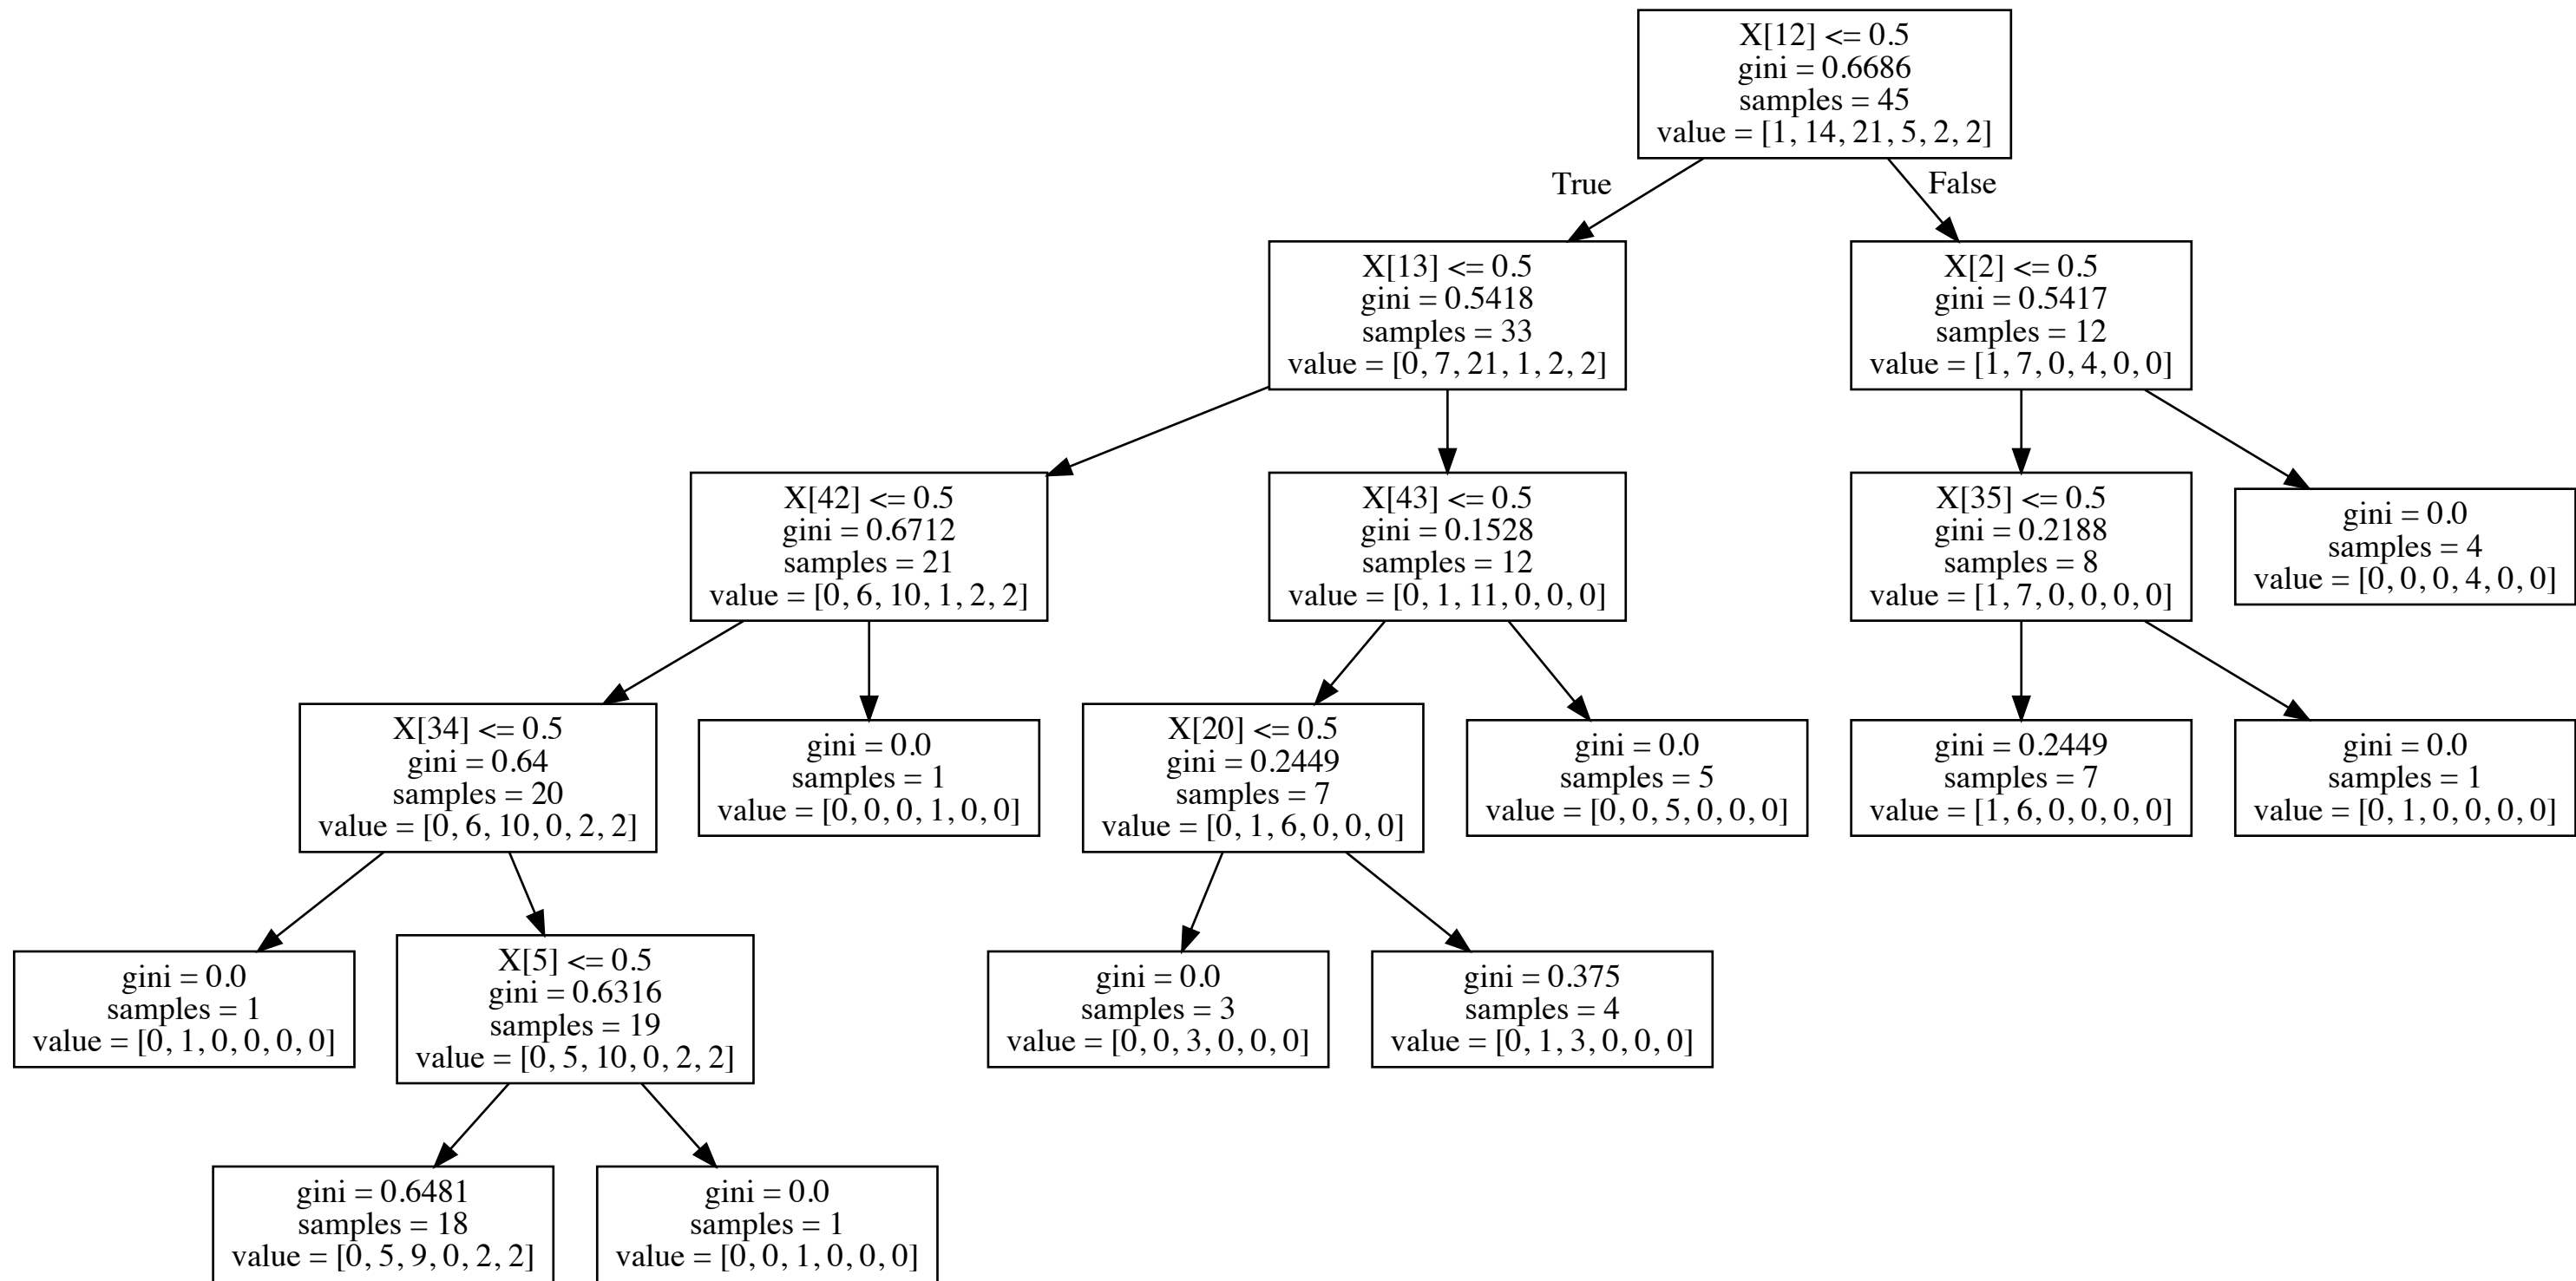 X[12] <= 0.5
gini = 0.6686
samples = 45
value = [1, 14, 21, 5, 2, 2]
True
False
X[13] <= 0.5
gini = 0.5418
samples = 33
value = [0, 7, 21, 1, 2, 2]
X[2] <= 0.5
gini = 0.5417
samples = 12
value = [1, 7, 0, 4, 0, 0]
X[42] <= 0.5
gini = 0.6712
samples = 21
value = [0, 6, 10, 1, 2, 2]
X[43] <= 0.5
gini = 0.1528
samples = 12
value = [0, 1, 11, 0, 0, 0]
X[35] <= 0.5
gini = 0.2188
samples = 8
value = [1, 7, 0, 0, 0, 0]
gini = 0.0
samples = 4
value = [0, 0, 0, 4, 0, 0]
X[34] <= 0.5
gini = 0.64
samples = 20
value = [0, 6, 10, 0, 2, 2]
gini = 0.0
samples = 1
value = [0, 0, 0, 1, 0, 0]
X[20] <= 0.5
gini = 0.2449
samples = 7
value = [0, 1, 6, 0, 0, 0]
gini = 0.0
samples = 5
value = [0, 0, 5, 0, 0, 0]
gini = 0.2449
samples = 7
value = [1, 6, 0, 0, 0, 0]
gini = 0.0
samples = 1
value = [0, 1, 0, 0, 0, 0]
gini = 0.0
samples = 1
value = [0, 1, 0, 0, 0, 0]
X[5] <= 0.5
gini = 0.6316
samples = 19
value = [0, 5, 10, 0, 2, 2]
gini = 0.0
samples = 3
value = [0, 0, 3, 0, 0, 0]
gini = 0.375
samples = 4
value = [0, 1, 3, 0, 0, 0]
gini = 0.6481
samples = 18
value = [0, 5, 9, 0, 2, 2]
gini = 0.0
samples = 1
value = [0, 0, 1, 0, 0, 0]